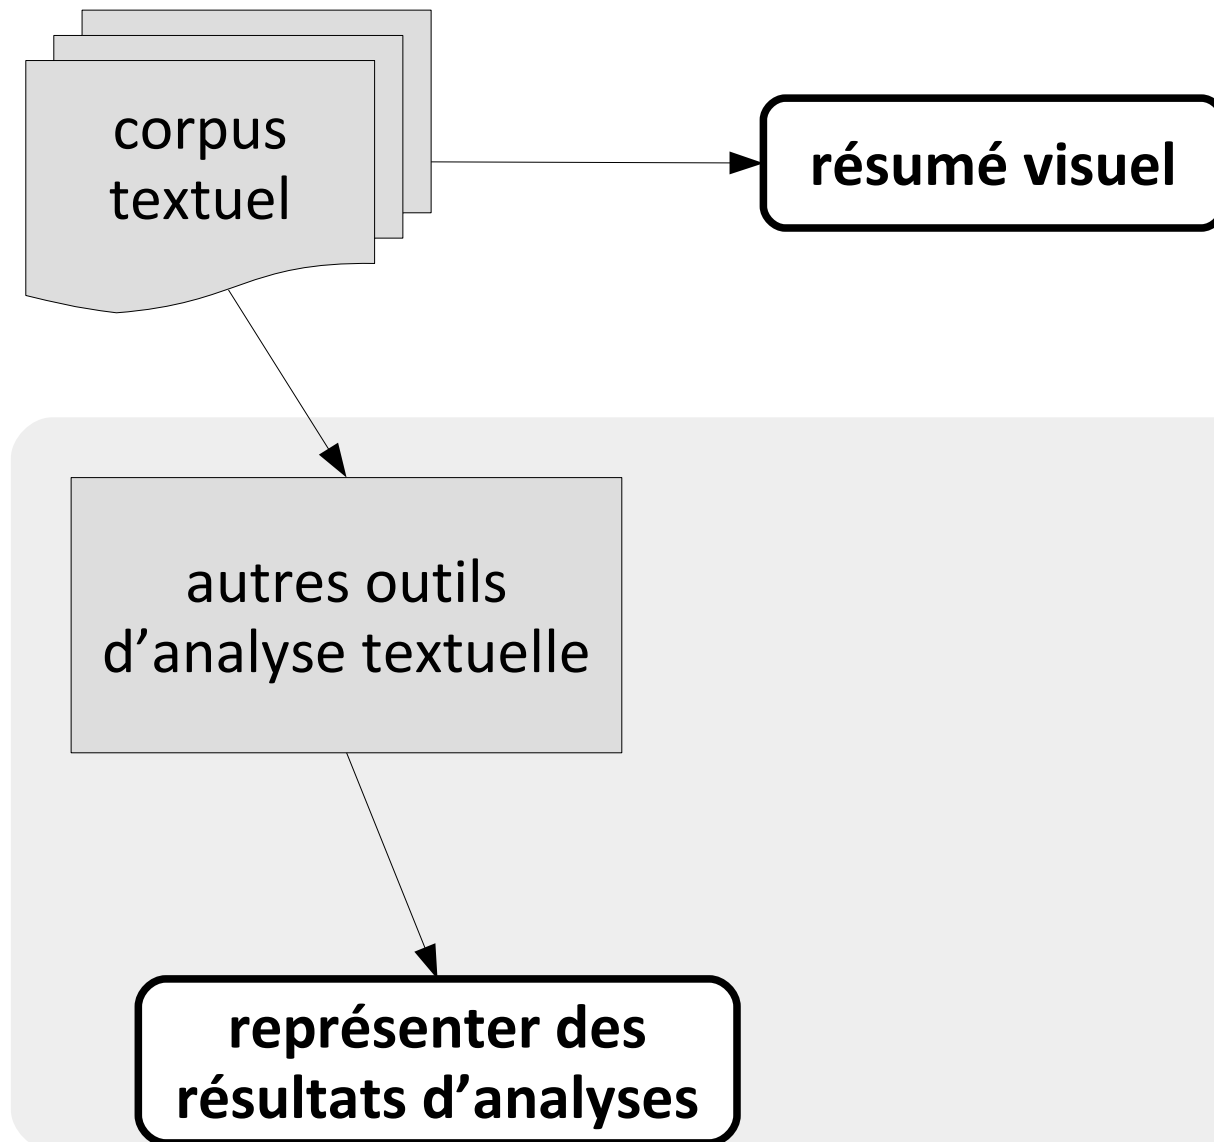 corpus
textuel
résumé visuel
autres outils
d’analyse textuelle
représenter des
résultats d’analyses